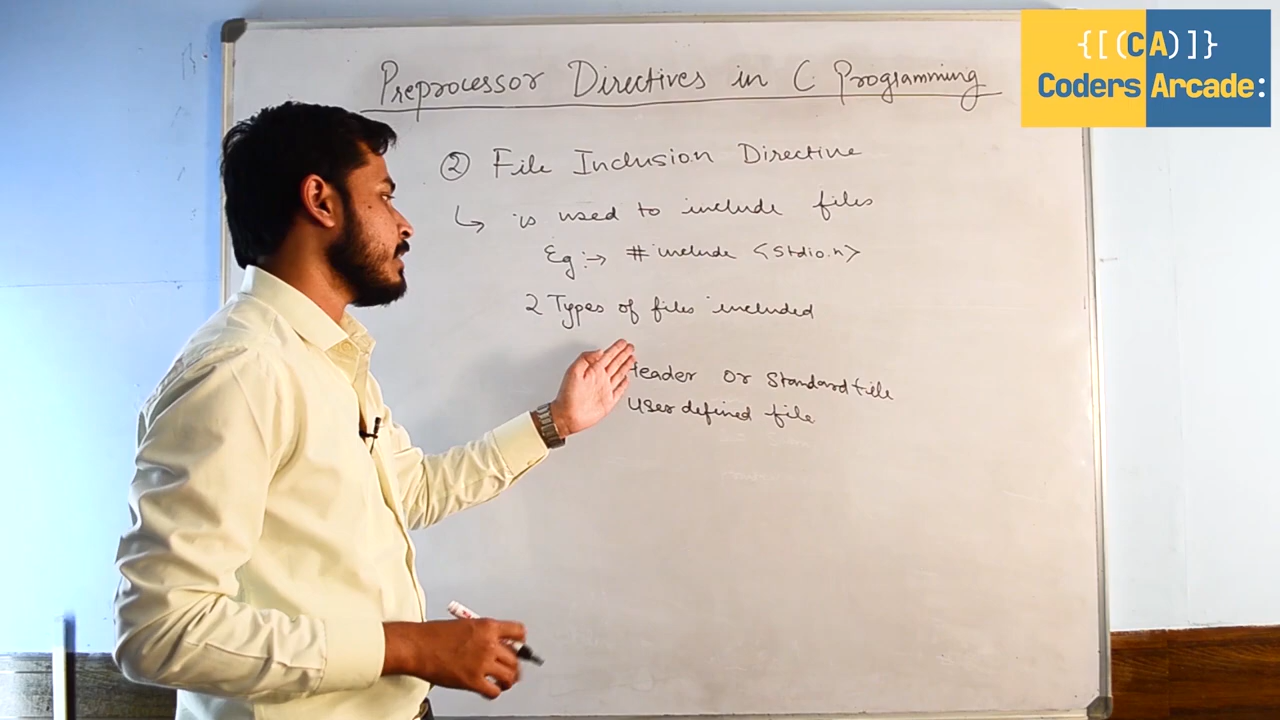 Preprocessor Directives in C Programming
{[(CA)]}
Coders Arcade:
② File Inclusion Directive
↳ is used to include files
Eg:→ #include <Stdio.h>
2 Types of files included
Header or Standard file
User defined file